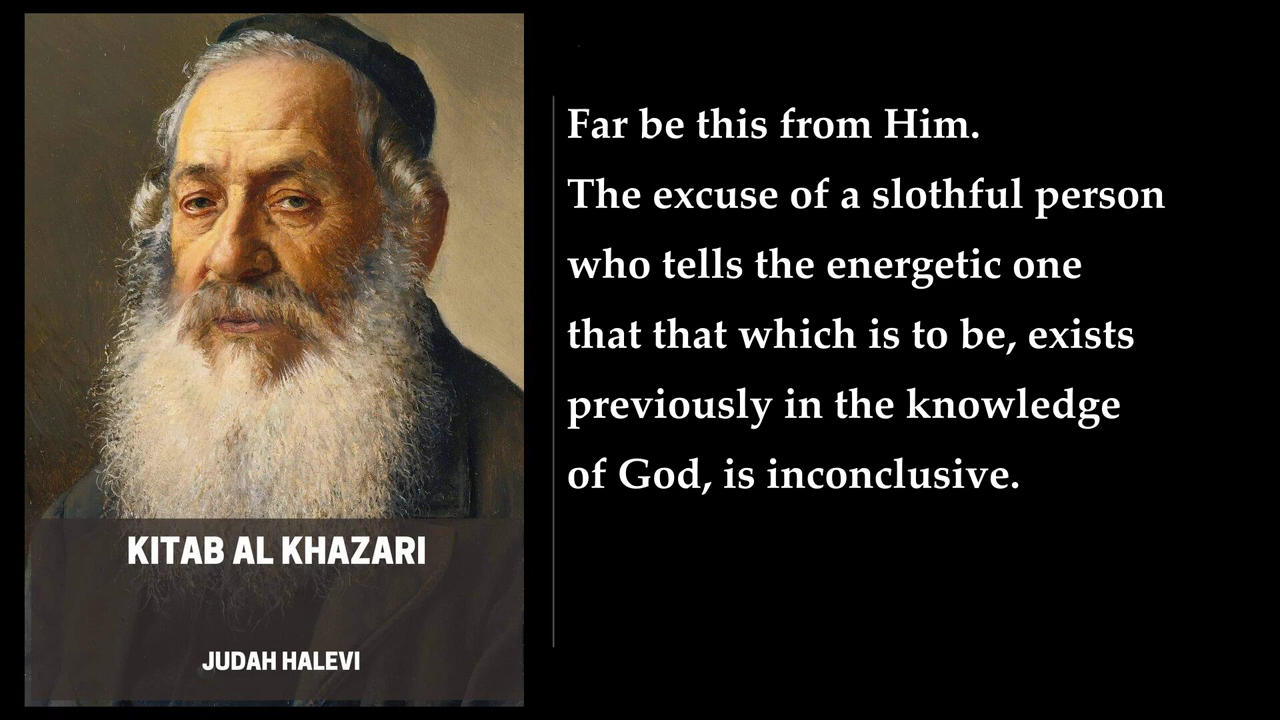 KITAB AL KHAZARI
JUDAH HALEVI
Far be this from Him.
The excuse of a slothful person
who tells the energetic one
that that which is to be, exists
previously in the knowledge
of God, is inconclusive.